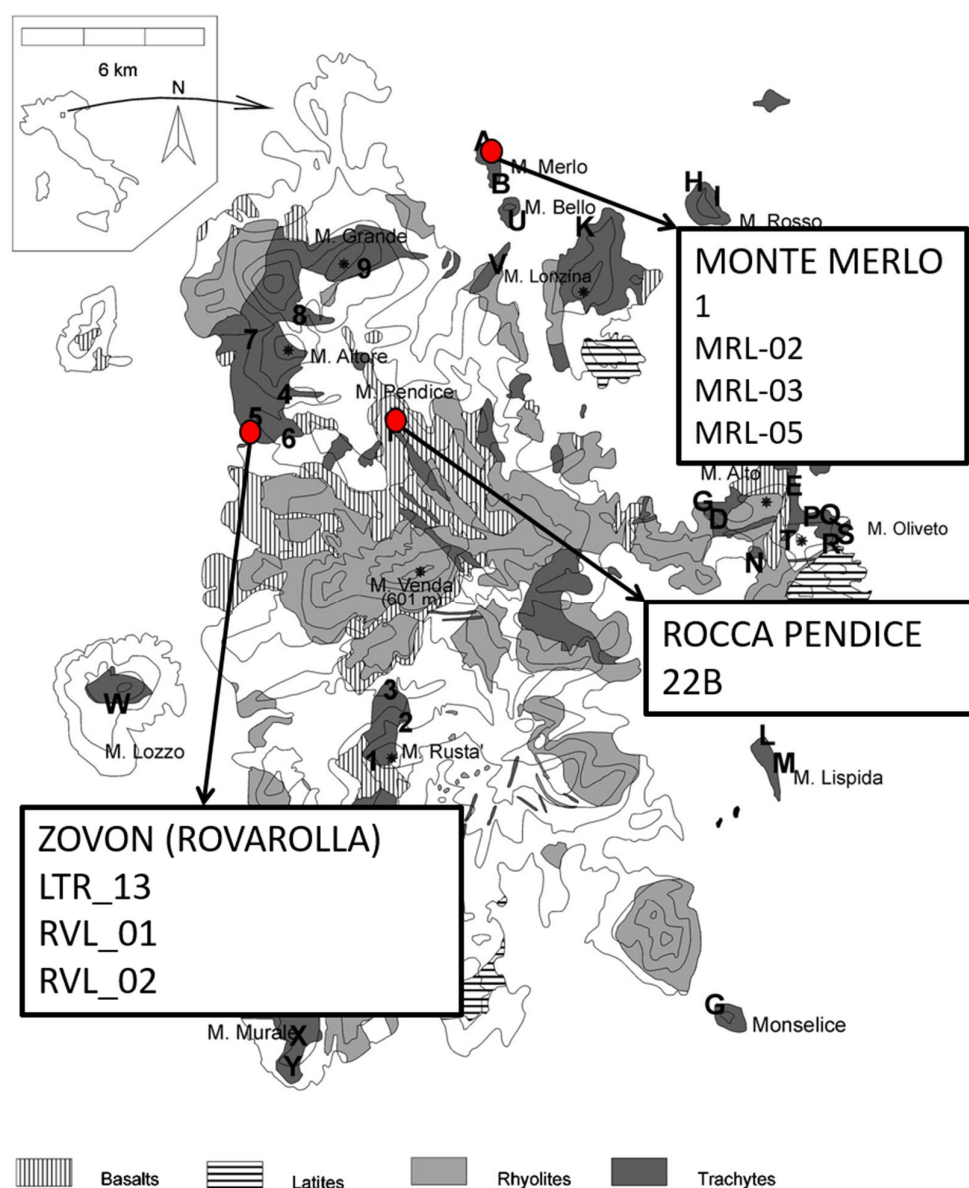 6 km
N
A
M. Merlo
B
H
I
M. Bello
U
K
M. Rosso
M. Grande
9
V
M. Lonzina
MONTE MERLO
1
MRL-02
MRL-03
MRL-05
8
7
M. Altore
4
M. Pendice
5
6
M. Alto
E
G
D
P
Q
S
M. Oliveto
T
R
N
M. Venda
(601 m)
ROCCA PENDICE
22B
W
M. Lozzo
3
2
1
M. Rusta'
L
M
M. Lispida
ZOVON (ROVAROLLA)
LTR_13
RVL_01
RVL_02
G
Monselice
M. Murale
X
Y
Basalts
Latites
Rhyolites
Trachytes